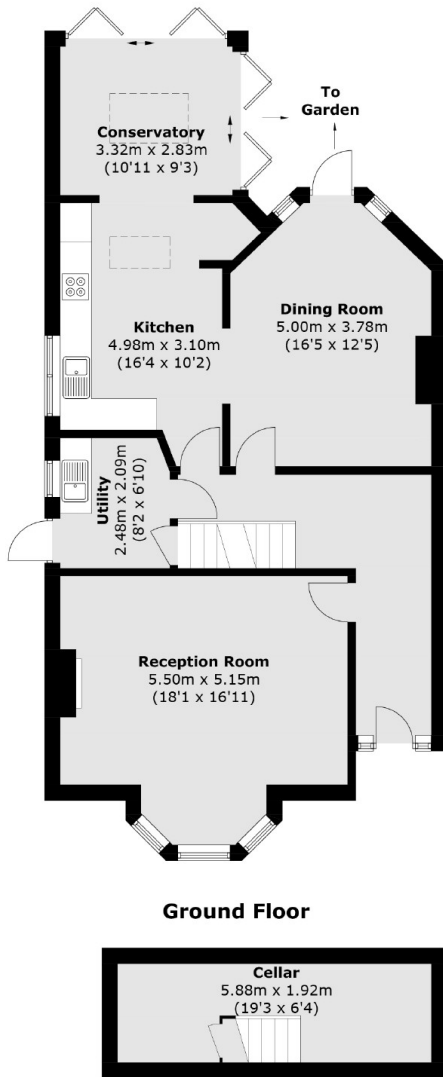 To
Garden
Conservatory
3.32m x 2.83m
(10'11 x 9'3)
Dining Room
5.00m x 3.78m
(16'5 x 12'5)
Kitchen
4.98m x 3.10m
(16'4 x 10'2)
Utility
2.48m x 2.09m
(8'2 x 6'10)
Reception Room
5.50m x 5.15m
(18'1 x 16'11)
Ground Floor
Cellar
5.88m x 1.92m
(19'3 x 6'4)